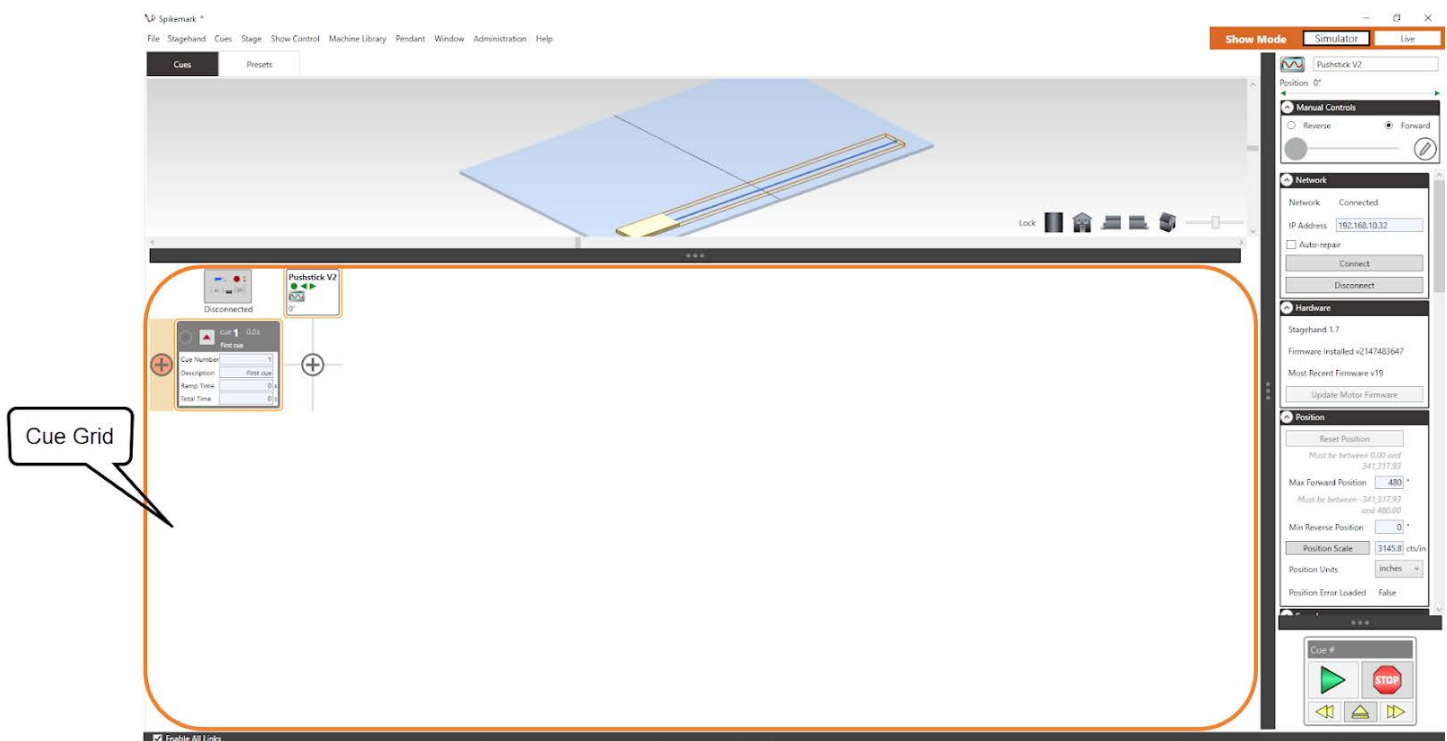 Spikemark *
File Stagehand Cues Stage Show Control Machine Library Pendant Window Administration Help
Show Mode Simulator Live
Cues Presets
Pushstick V2
Position 0"
Manual Controls
Reverse Forward
Lock
Network
Network Connected
IP Address 192.168.10.32
Auto-repair
Connect
Disconnect
Hardware
Stagehand 1.7
Firmware Installed v2147483647
Most Recent Firmware v19
Update Motor Firmware
Position
Reset Position
Must be between 0.00 and
341,317.93
Max Forward Position 480 "
Must be between -341,317.93
and 480.00
Min Reverse Position 0 "
Position Scale 3145.8 cts/in
Position Units inches
Position Error Loaded False
Disconnected
Pushstick V2
0"
cue 1 0.0s
First cue
Cue Number 1
Description First cue
Ramp Time 0 s
Total Time 0 s
Cue Grid
Cue #
STOP
Enable All Links